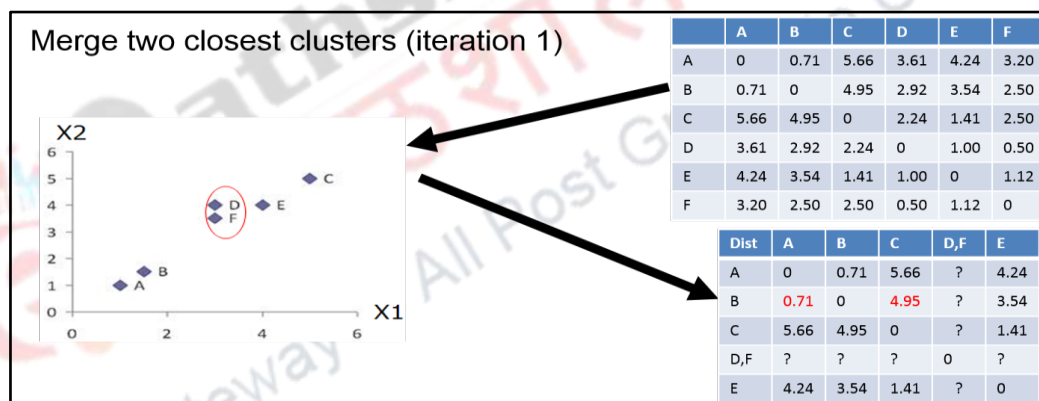 Merge two closest clusters (iteration 1)
A B C D E F
A 0 0.71 5.66 3.61 4.24 3.20
B 0.71 0 4.95 2.92 3.54 2.50
C 5.66 4.95 0 2.24 1.41 2.50
D 3.61 2.92 2.24 0 1.00 0.50
E 4.24 3.54 1.41 1.00 0 1.12
F 3.20 2.50 2.50 0.50 1.12 0
X2
6
5
4
3
2
1
0
C
D
E
F
B
A
X1
0 2 4 6
Dist A B C D,F E
A 0 0.71 5.66 ? 4.24
B 0.71 0 4.95 ? 3.54
C 5.66 4.95 0 ? 1.41
D,F ? ? ? 0 ?
E 4.24 3.54 1.41 ? 0
All Post